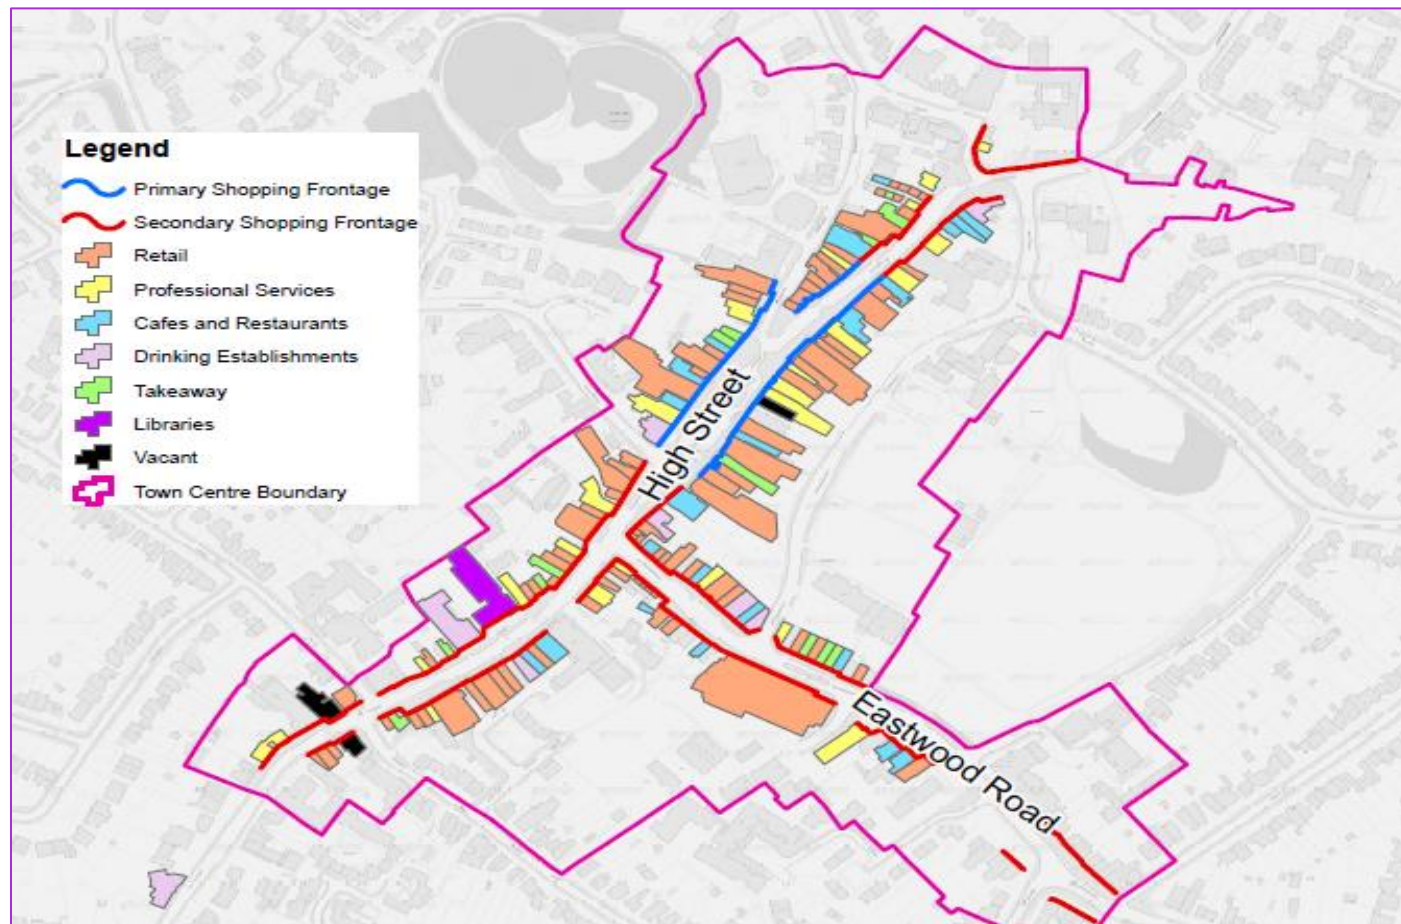 Legend
Primary Shopping Frontage
Secondary Shopping Frontage
Retail
Professional Services
Cafes and Restaurants
Drinking Establishments
Takeaway
Libraries
Vacant
Town Centre Boundary
High Street
Eastwood Road